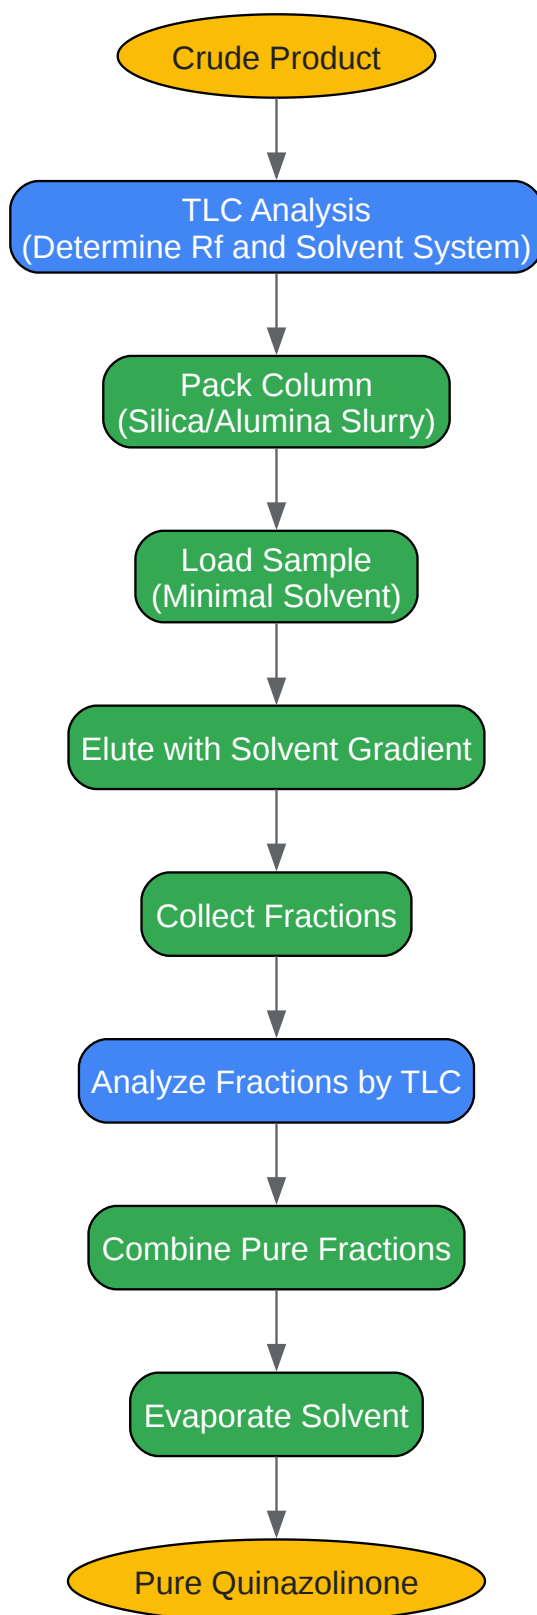 Crude Product
TLC Analysis
(Determine Rf and Solvent System)
Pack Column
(Silica/Alumina Slurry)
Load Sample
(Minimal Solvent)
Elute with Solvent Gradient
Collect Fractions
Analyze Fractions by TLC
Combine Pure Fractions
Evaporate Solvent
Pure Quinazolinone